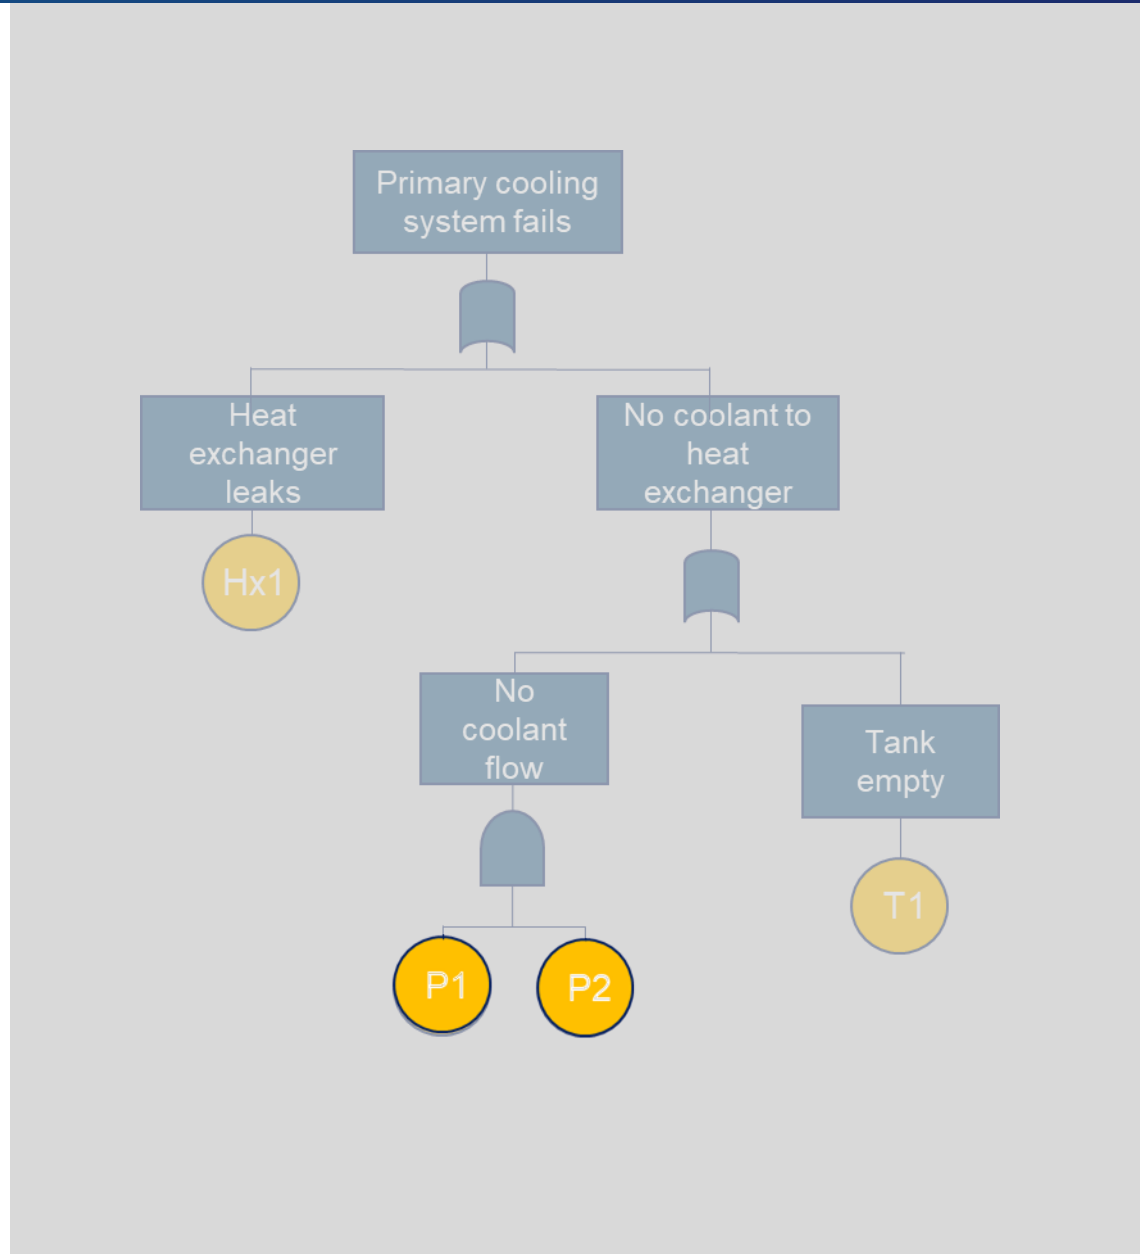 Primary cooling
system fails
Heat
exchanger
leaks
No coolant to
heat
exchanger
Hx1
No
coolant
flow
Tank
empty
T1
P1
P2